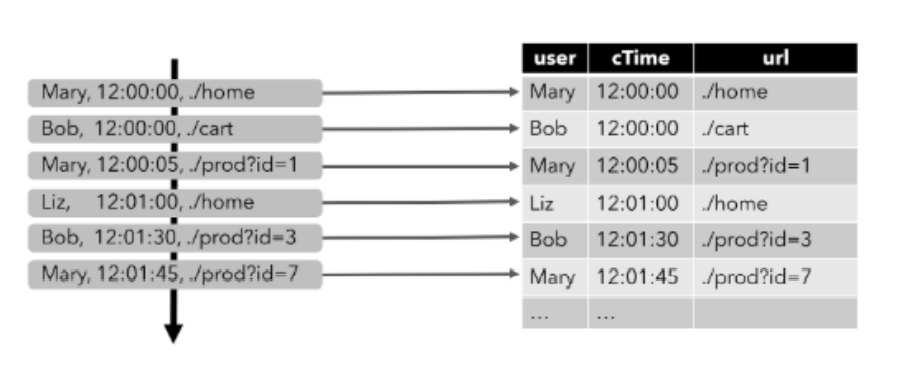 user cTime url
Mary, 12:00:00, ./home Mary 12:00:00 ./home
Bob, 12:00:00, ./cart Bob 12:00:00 ./cart
Mary, 12:00:05, ./prod?id=1 Mary 12:00:05 ./prod?id=1
Liz, 12:01:00, ./home Liz 12:01:00 ./home
Bob, 12:01:30, ./prod?id=3 Bob 12:01:30 ./prod?id=3
Mary, 12:01:45, ./prod?id=7 Mary 12:01:45 ./prod?id=7
... ...